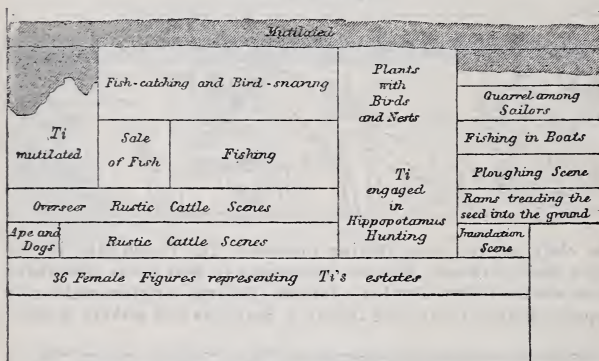 Mutilated
Fish-catching and Bird-snaring
Plants
with
Birds
and Nests
Quarrel among
Sailors
Ti
mutilated
Sale
of Fish
Fishing
Fishing in Boats
Ti
engaged
in
Hippopotamus
Hunting
Ploughing Scene
Overseer Rustic Cattle Scenes
Rams treading the
seed into the ground
Ape and
Dogs
Rustic Cattle Scenes
Inundation
Scene
36 Female Figures representing Ti's estates